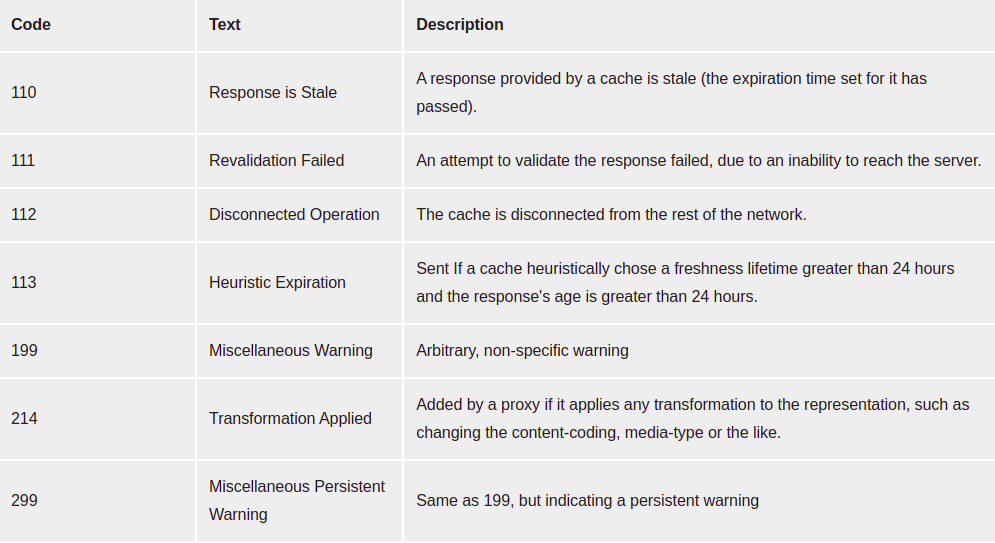 Code Text Description
110 Response is Stale A response provided by a cache is stale (the expiration time set for it has
passed).
111 Revalidation Failed An attempt to validate the response failed, due to an inability to reach the server.
112 Disconnected Operation The cache is disconnected from the rest of the network.
113 Heuristic Expiration Sent If a cache heuristically chose a freshness lifetime greater than 24 hours
and the response's age is greater than 24 hours.
199 Miscellaneous Warning Arbitrary, non-specific warning
214 Transformation Applied Added by a proxy if it applies any transformation to the representation, such as
changing the content-coding, media-type or the like.
299 Miscellaneous Persistent
Warning Same as 199, but indicating a persistent warning